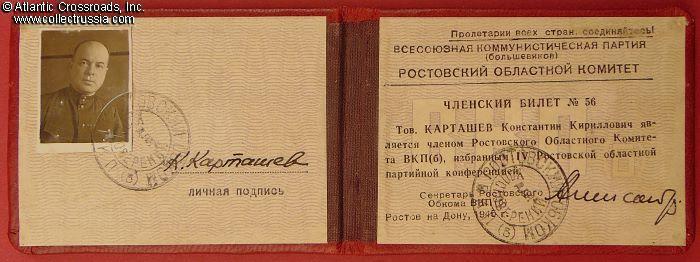 © Atlantic Crossroads, Inc.
www.collectrussia.com
К. Карташев
личная подпись
Пролетарии всех стран, соединяйтесь!
ВСЕСОЮЗНАЯ КОММУНИСТИЧЕСКАЯ ПАРТИЯ
(большевиков)
РОСТОВСКИЙ ОБЛАСТНОЙ КОМИТЕТ
ЧЛЕНСКИЙ БИЛЕТ № 56
Тов. КАРТАШЕВ Константин Кириллович яв-
ляется членом Ростовского Областного Комите-
та ВКП(б), избранным IV Ростовской областной
партийной конференцией.
Секретарь Ростовского
Обкома ВКП(б)
Ростов на Дону, 1940 г.